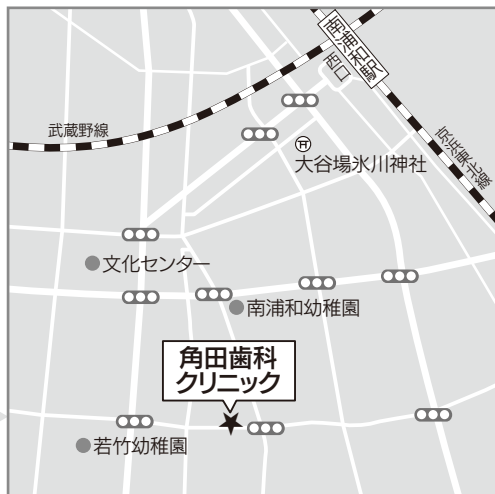 南浦和駅
西口
武蔵野線
京浜東北線
大谷場氷川神社
文化センター
南浦和幼稚園
角田歯科
クリニック
若竹幼稚園